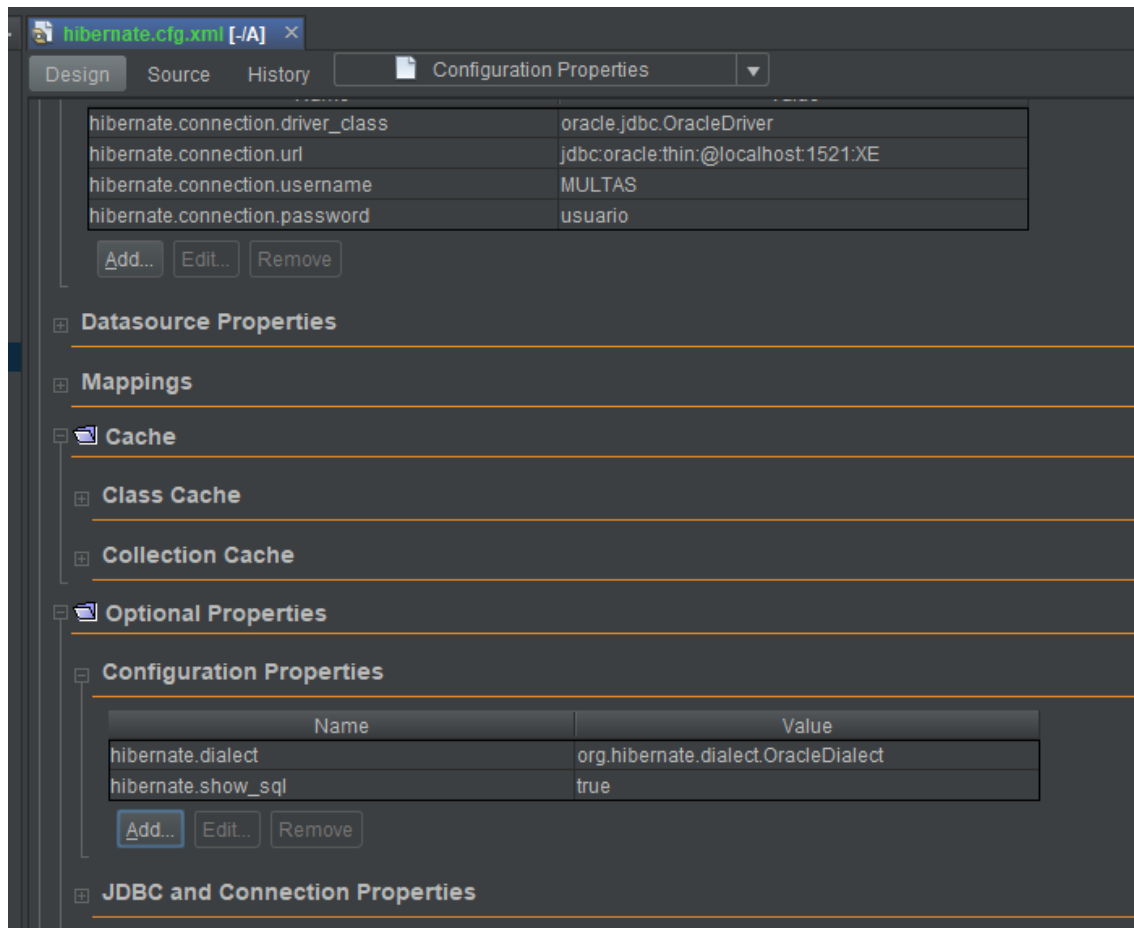 hibernate.cfg.xml [-/A] ×
Design Source History Configuration Properties
Name Value
hibernate.connection.driver_class oracle.jdbc.OracleDriver
hibernate.connection.url jdbc:oracle:thin:@localhost:1521:XE
hibernate.connection.username MULTAS
hibernate.connection.password usuario
Add... Edit... Remove
Datasource Properties
Mappings
Cache
Class Cache
Collection Cache
Optional Properties
Configuration Properties
Name Value
hibernate.dialect org.hibernate.dialect.OracleDialect
hibernate.show_sql true
Add... Edit... Remove
JDBC and Connection Properties